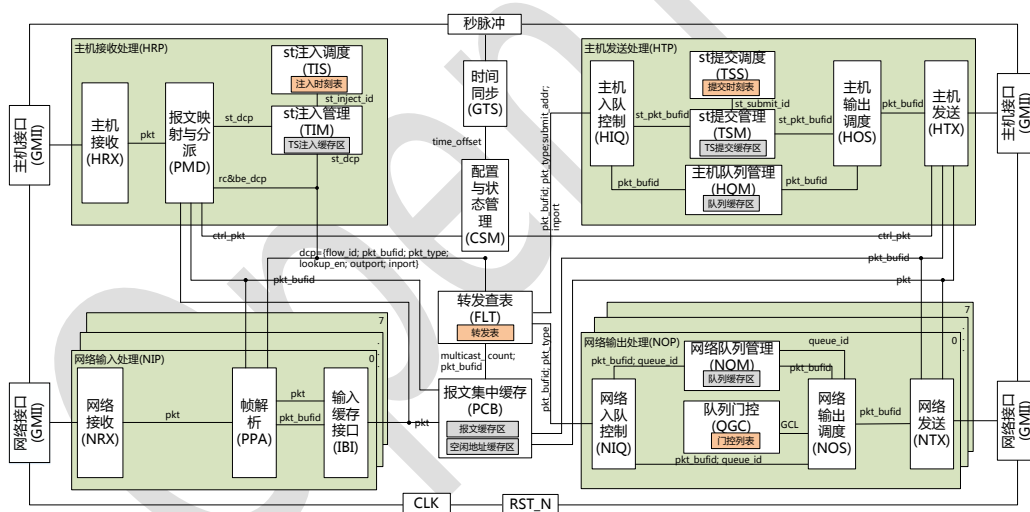 秒脉冲
主机接收处理(HRP)
st注入调度
(TIS)
注入时刻表
st_inject_id
st注入管理
(TIM)
TS注入缓存区
st_dcp
st_dcp
主机
接收
(HRX)
pkt
报文映
射与分
派
(PMD)
rc&be_dcp
主机接口
(GMII)
时间
同步
(GTS)
time_offset
配置
与状
态管
理
(CSM)
pkt_bufid; pkt_type;submit_addr;
inport
主机发送处理(HTP)
st提交调度
(TSS)
提交时刻表
st_submit_id
st提交管理
(TSM)
TS提交缓存区
主机
入队
控制
(HIQ)
st_pkt_bufid
st_pkt_bufid
主机
输出
调度
(HOS)
pkt_bufid
主机
发送
(HTX)
主机队列管理
(HQM)
队列缓存区
pkt_bufid
pkt_bufid
主机接口
(GMII)
ctrl_pkt
ctrl_pkt
dcp={flow_id; pkt_bufid; pkt_type;
lookup_en; outport; inport}
pkt_bufid
pkt_bufid
pkt
pkt
转发查表
(FLT)
转发表
multicast_ count;
pkt_bufid
报文集中缓存
(PCB)
报文缓存区
空闲地址缓存区
pkt
pkt_bufid; pkt_type
7
0
网络输入处理(NIP)
网络
接收
(NRX)
pkt
帧解
析
(PPA)
pkt
pkt_bufid
输入
缓存
接口
(IBI)
网络接口
(GMII)
7
0
网络输出处理(NOP)
网络队列管理
(NQM)
队列缓存区
queue_id
pkt_bufid; queue_id
pkt_bufid
网络
入队
控制
(NIQ)
队列门控
(QGC)
门控列表
GCL
网络
输出
调度
(NOS)
pkt_bufid
网络
发送
(NTX)
pkt_bufid; queue_id
网络接口
(GMII)
CLK
RST_N
Open